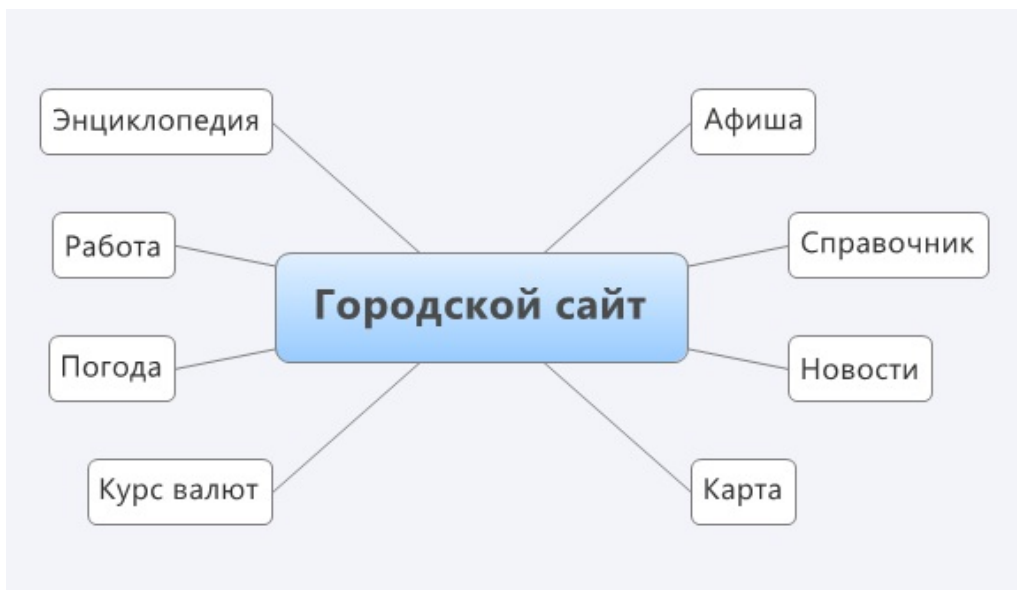 Энциклопедия
Афиша
Работа
Справочник
Городской сайт
Погода
Новости
Курс валют
Карта